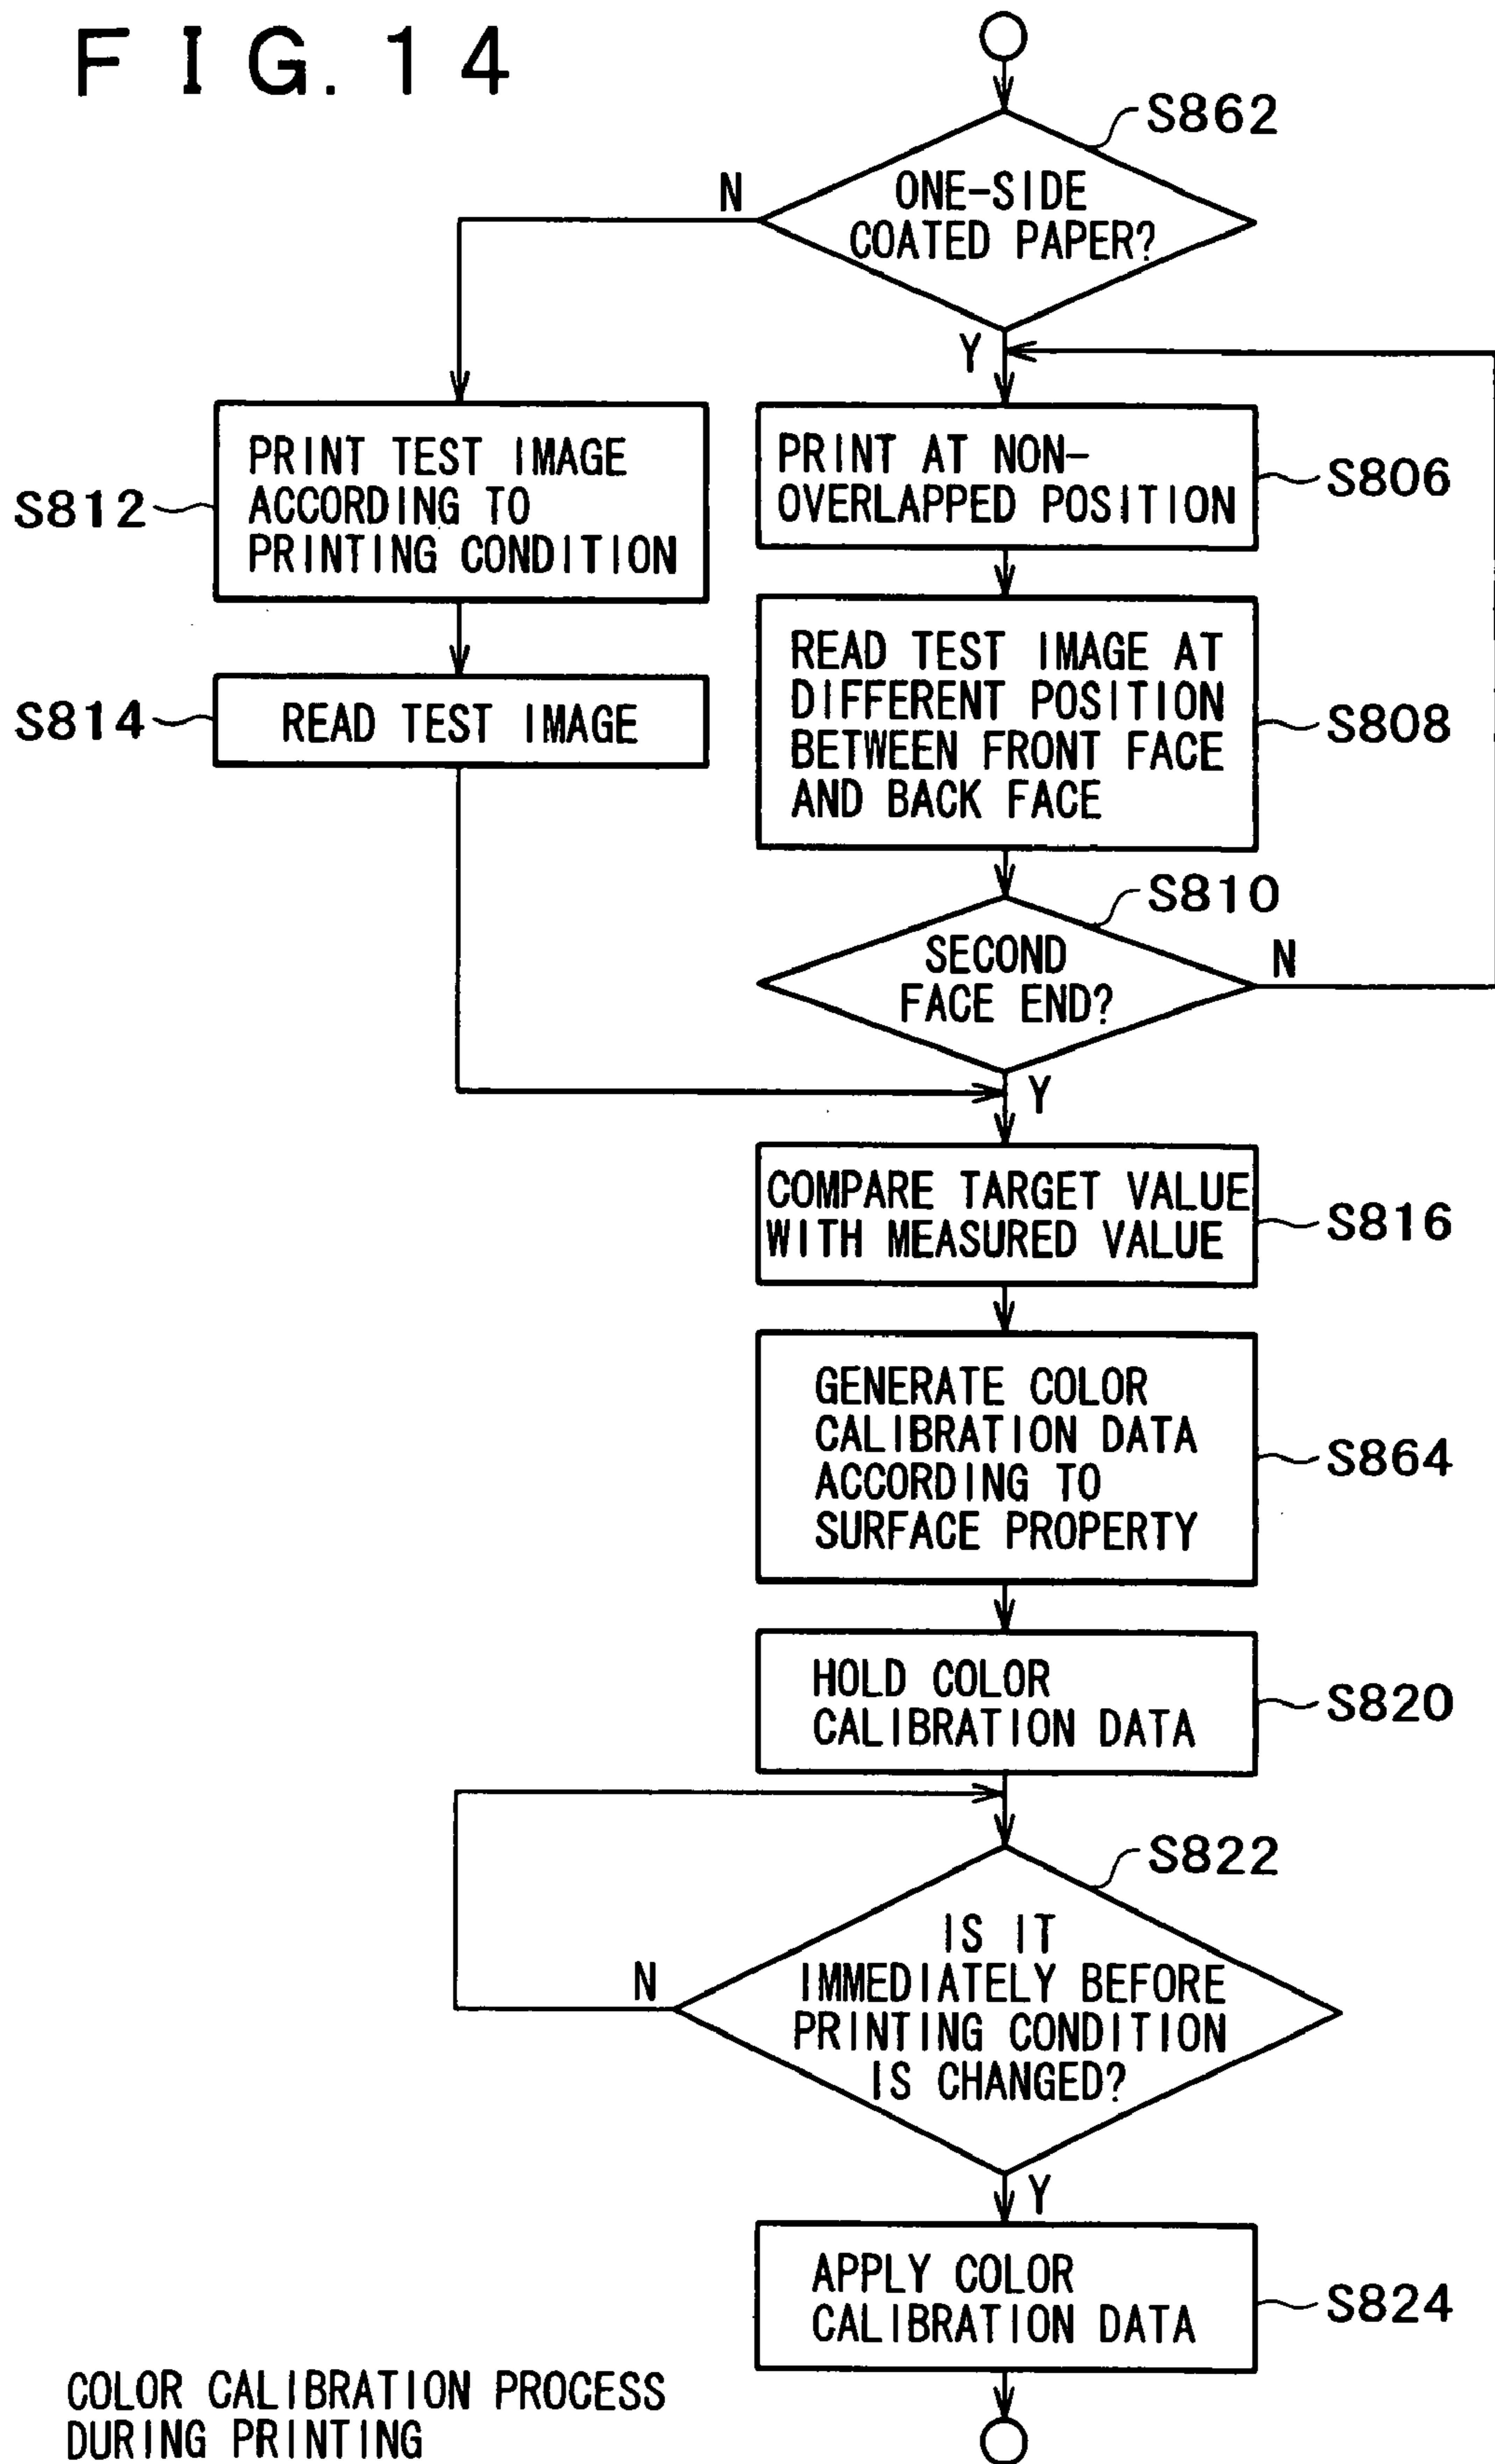 FIG. 14
S862
ONE-SIDE
COATED PAPER?
N
Y
PRINT TEST IMAGE
ACCORDING TO
PRINTING CONDITION
S812
PRINT AT NON-
OVERLAPPED POSITION
S806
READ TEST IMAGE
S814
READ TEST IMAGE AT
DIFFERENT POSITION
BETWEEN FRONT FACE
AND BACK FACE
S808
S810
SECOND
FACE END?
N
Y
COMPARE TARGET VALUE
WITH MEASURED VALUE
S816
GENERATE COLOR
CALIBRATION DATA
ACCORDING TO
SURFACE PROPERTY
S864
HOLD COLOR
CALIBRATION DATA
S820
S822
IS IT
IMMEDIATELY BEFORE
PRINTING CONDITION
IS CHANGED?
N
Y
APPLY COLOR
CALIBRATION DATA
S824
COLOR CALIBRATION PROCESS
DURING PRINTING